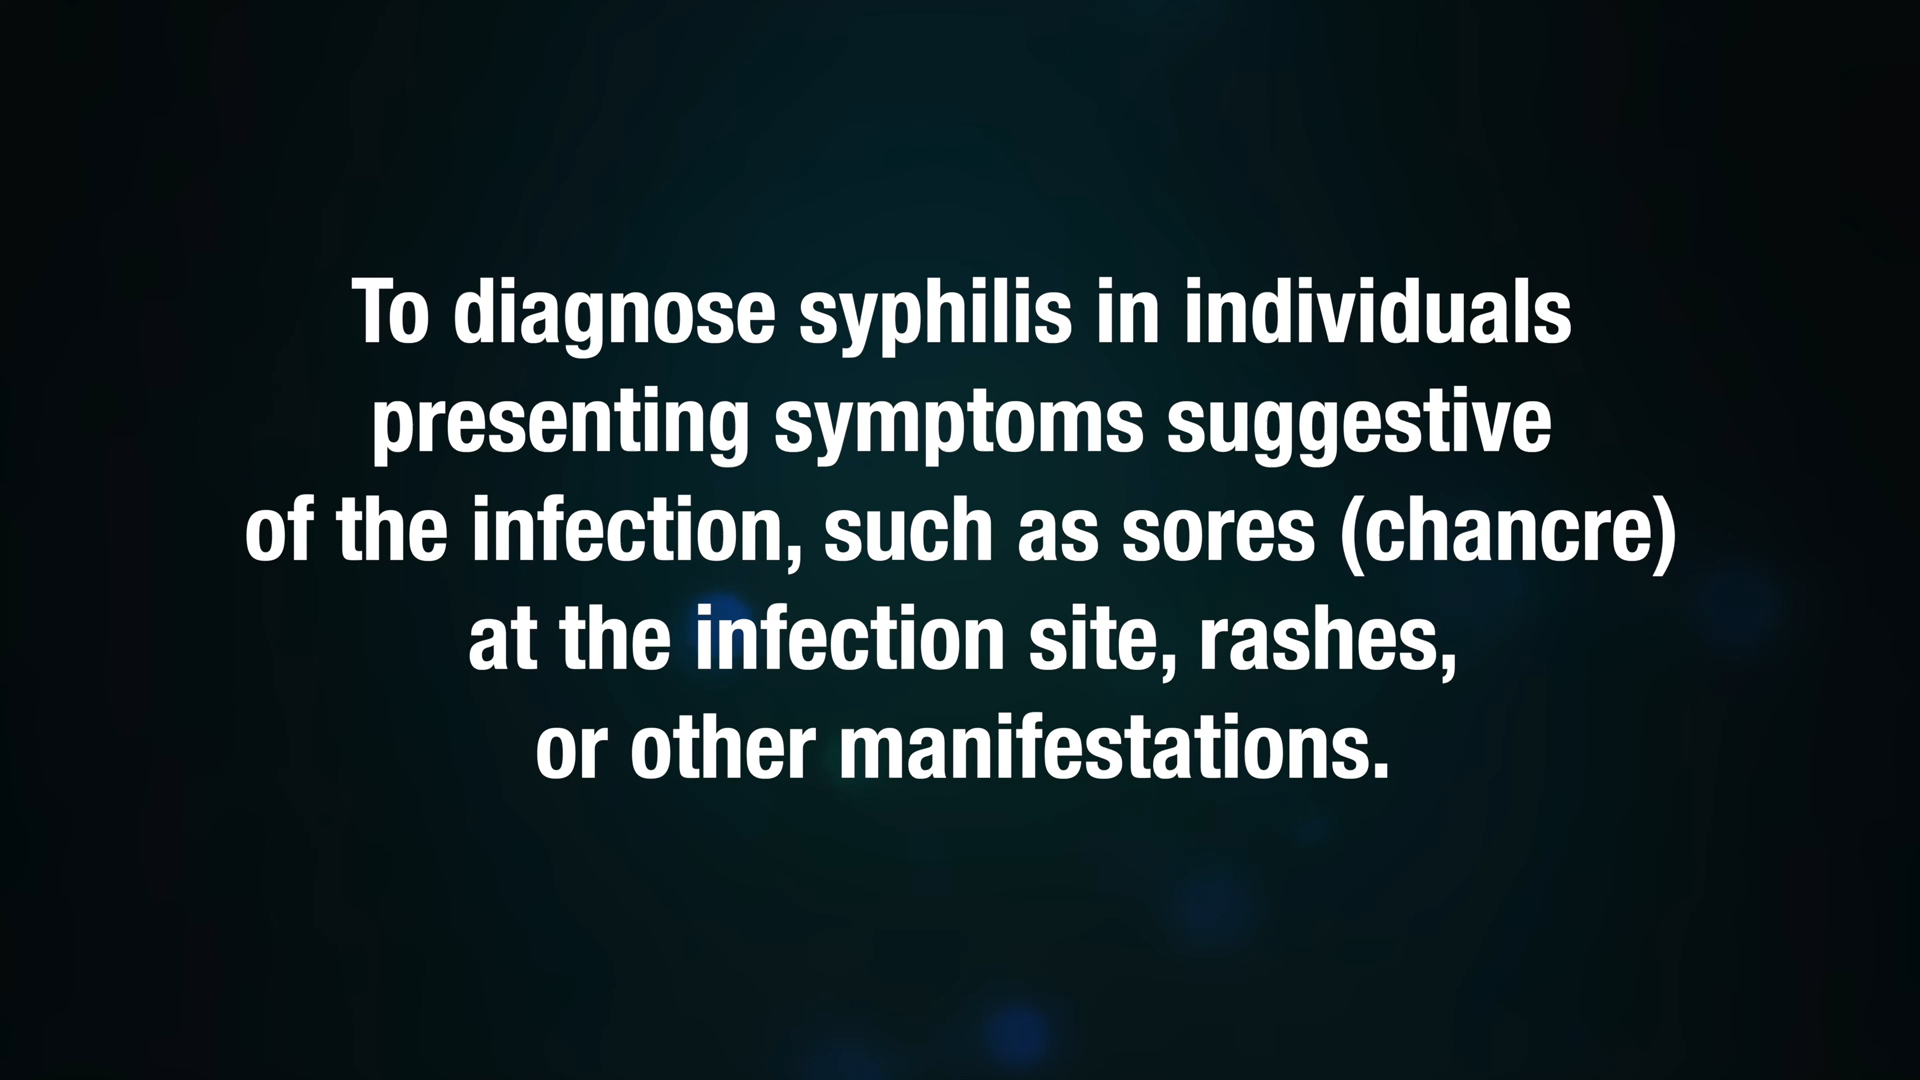 To diagnose syphilis in individuals
presenting symptoms suggestive
of the infection, such as sores (chancre)
at the infection site, rashes,
or other manifestations.